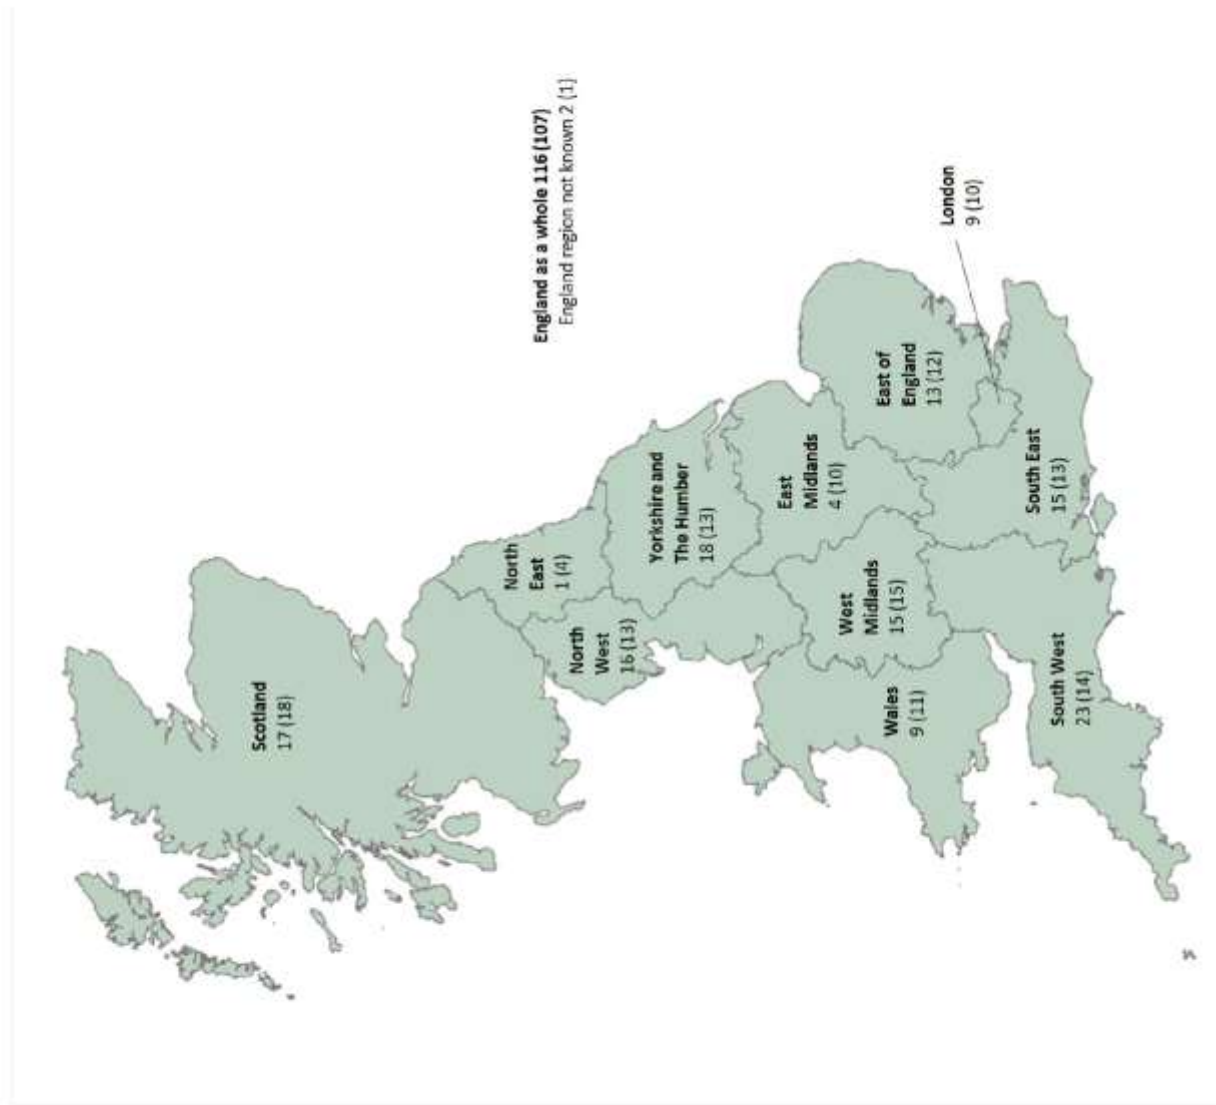 England as a whole 116 (107)
England region not known 2 (1)
Scotland
17 (18)
North
East
1 (4)
North
West
16 (13)
Yorkshire and
The Humber
18 (13)
East
Midlands
4 (10)
West
Midlands
15 (15)
Wales
9 (11)
East of
England
13 (12)
London
9 (10)
South East
15 (13)
South West
23 (14)